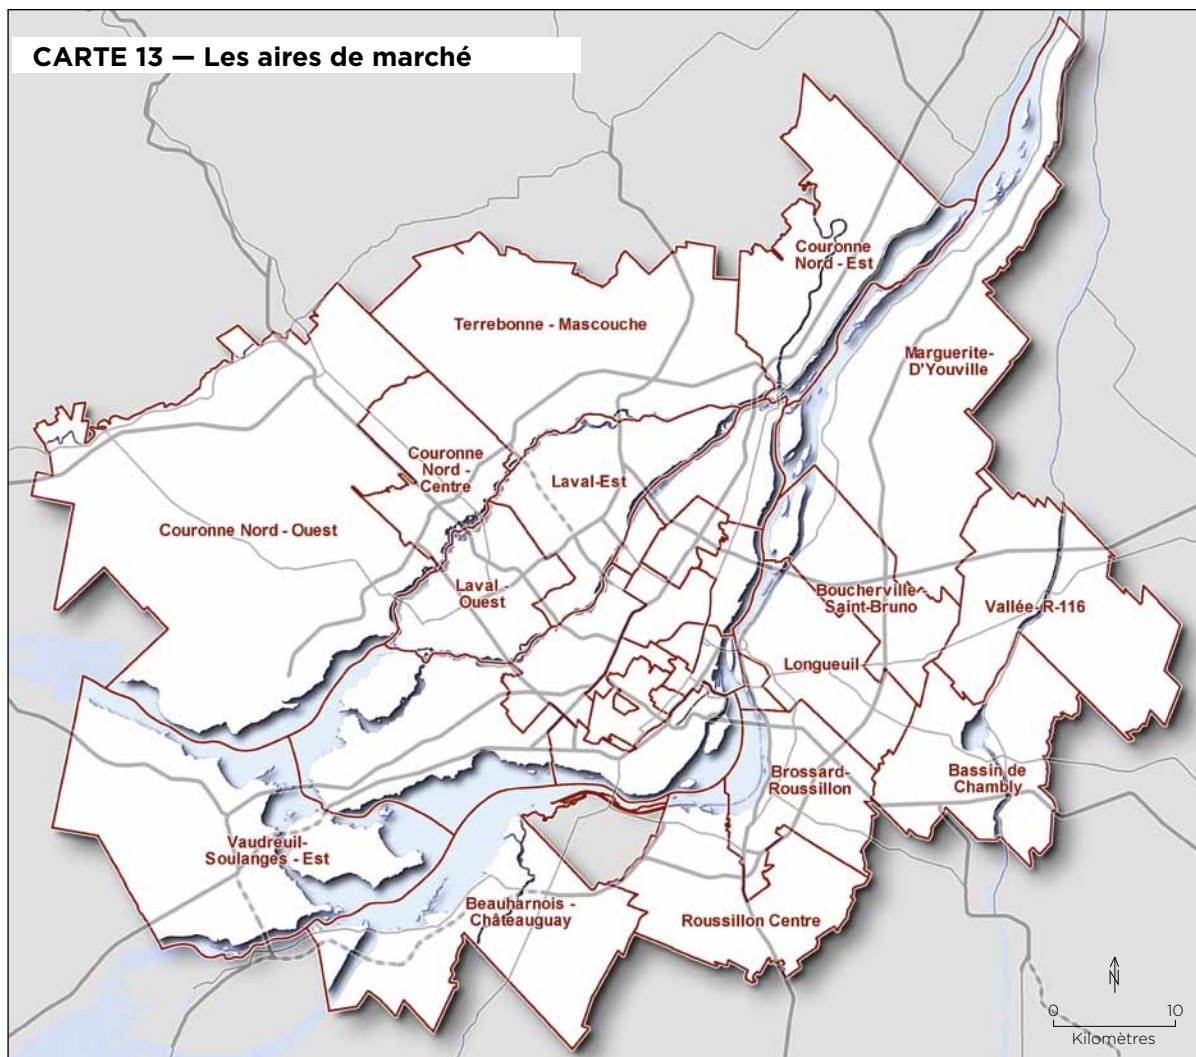 CARTE 13 — Les aires de marché
Couronne
Nord - Est
Terrebonne - Mascouche
Marguerite-
D'Youville
Couronne
Nord -
Centre
Laval-Est
Couronne Nord - Ouest
Laval -
Ouest
Boucherville
Saint-Bruno
Vallée- R-116
Longueuil
Brossard-
Roussillon
Bassin de
Chambly
Vaudreuil-
Soulanges - Est
Beauharnois -
Châteauguay
Roussillon Centre
N
0 10
Kilomètres